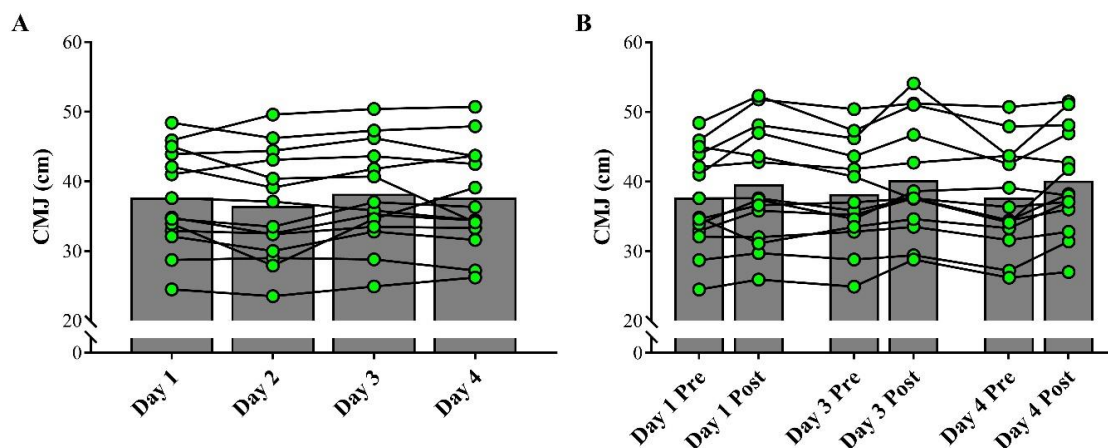 A
CMJ (cm)
60
50
40
30
20
0
Day 1
Day 2
Day 3
Day 4
B
CMJ (cm)
60
50
40
30
20
0
Day 1 Pre
Day 1 Post
Day 3 Pre
Day 3 Post
Day 4 Pre
Day 4 Post